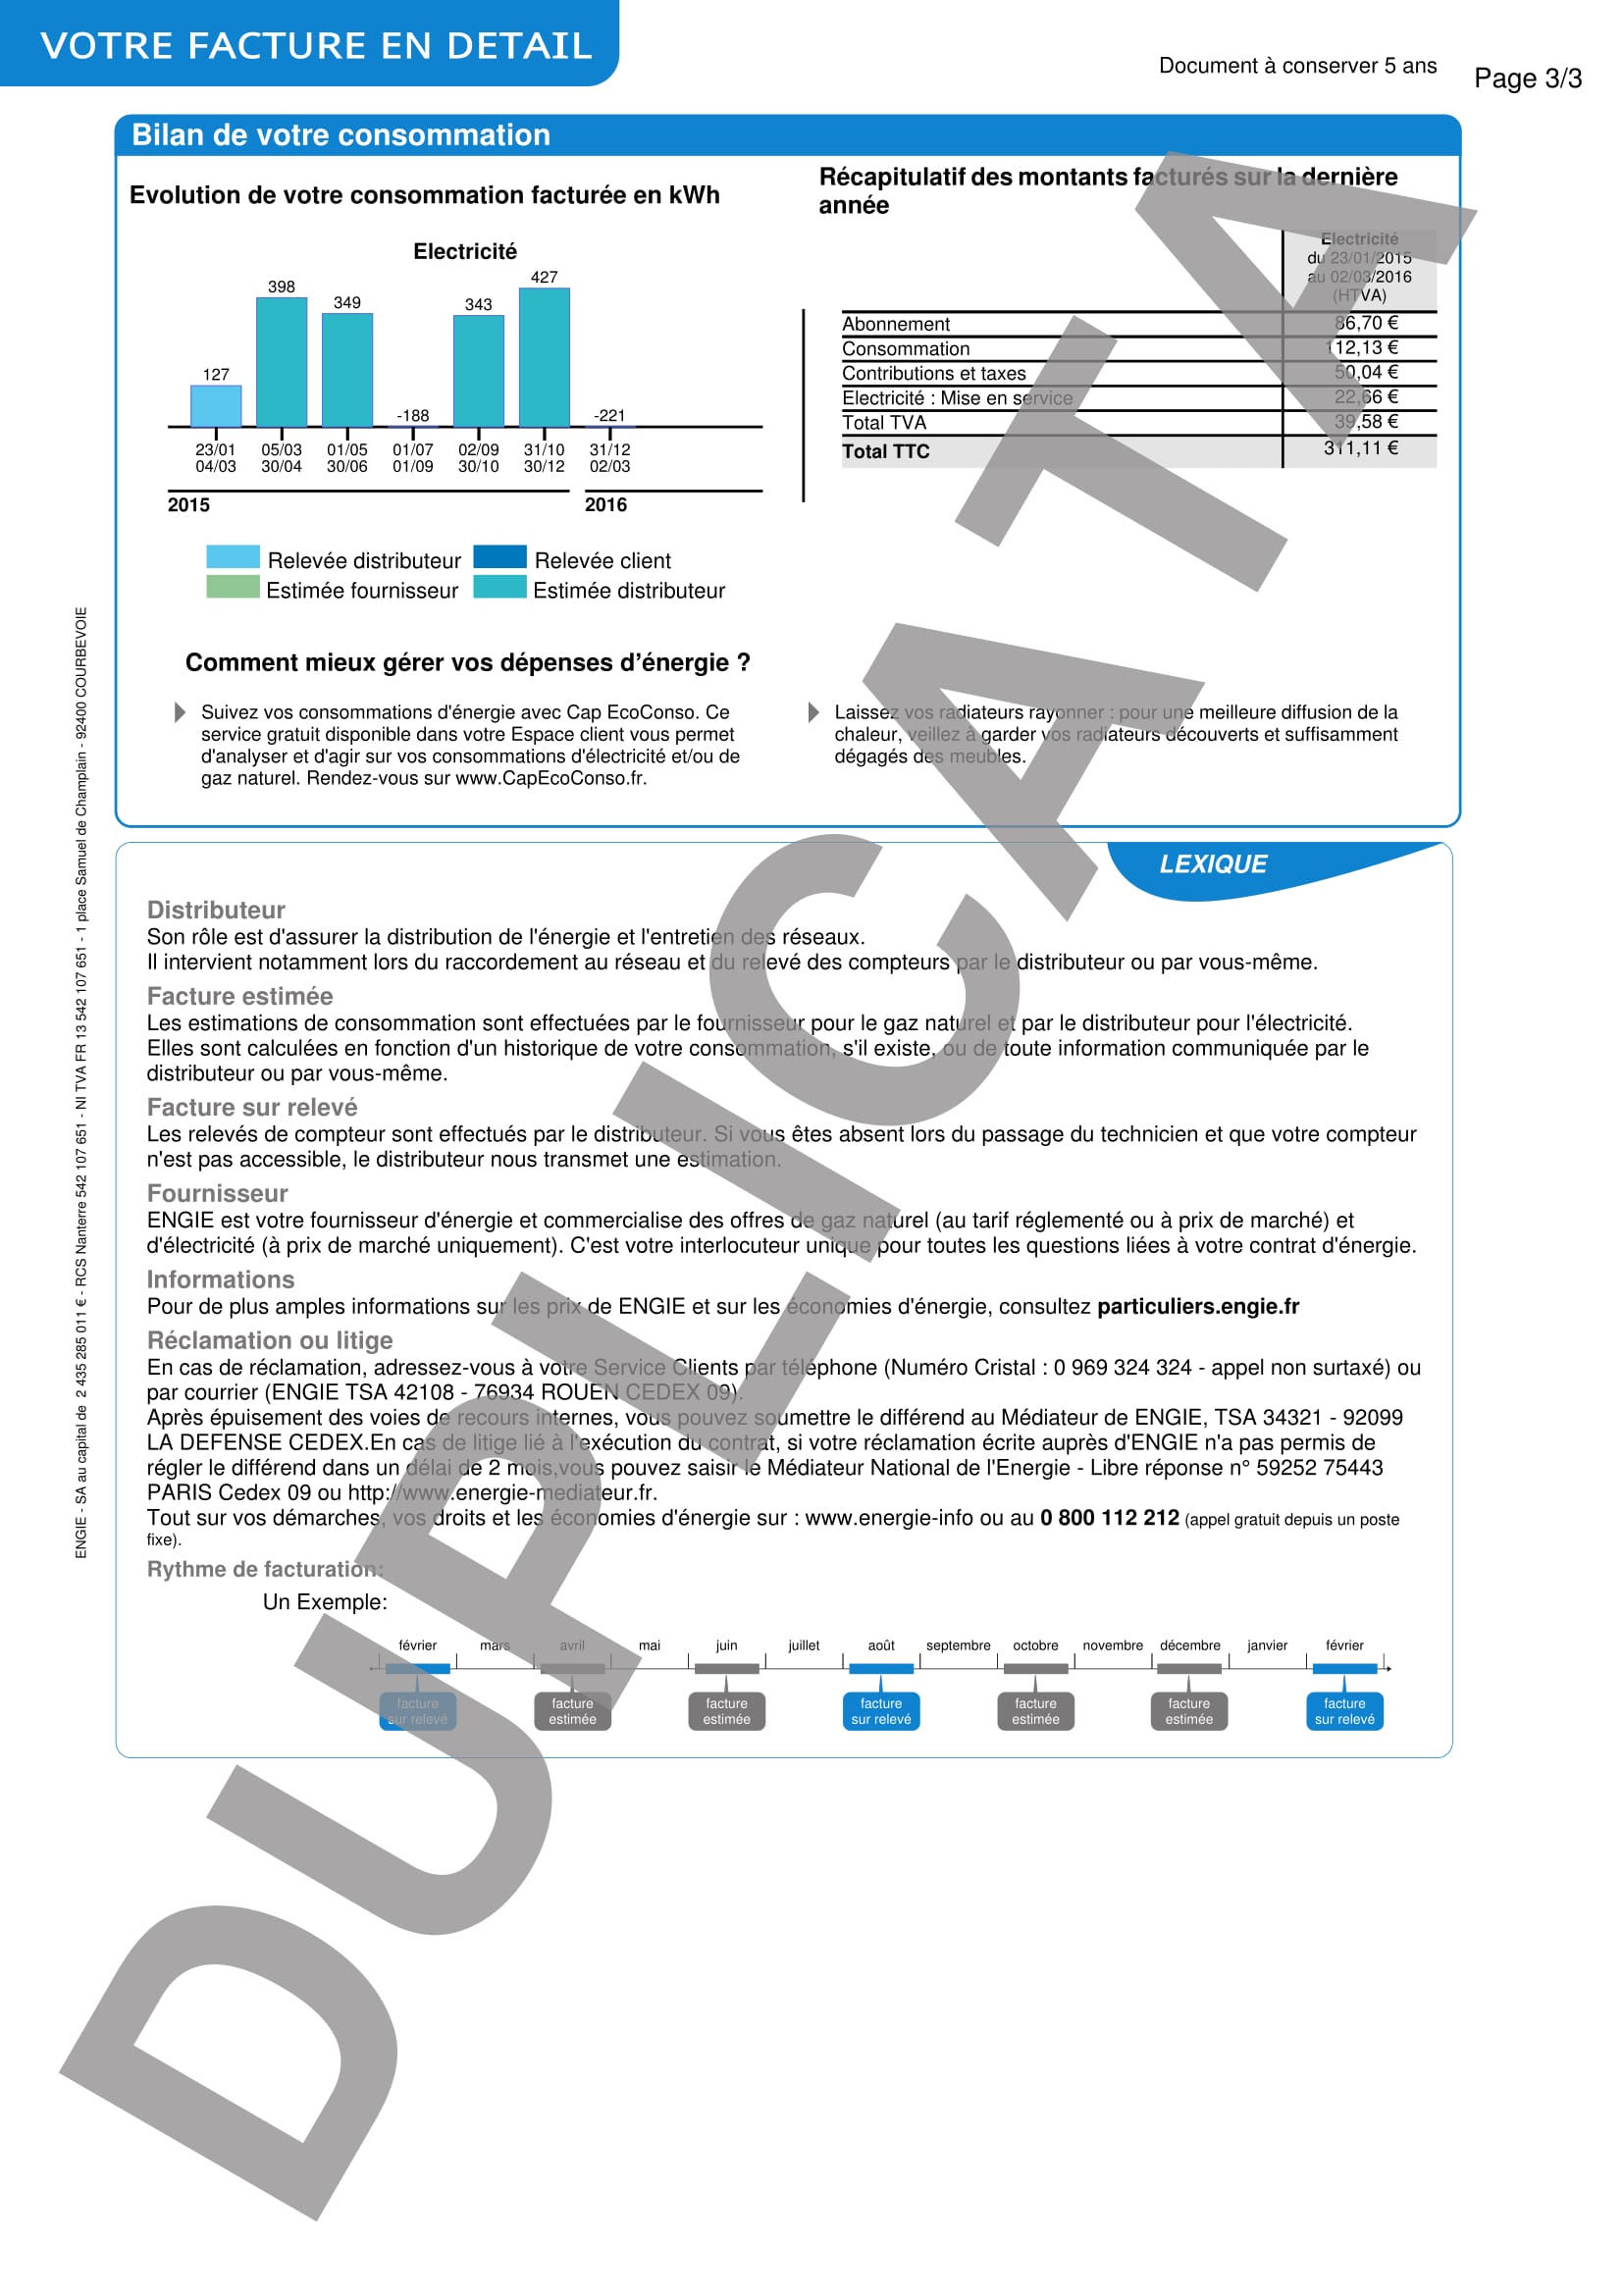 VOTRE FACTURE EN DETAIL
Document à conserver 5 ans
Page 3/3
Bilan de votre consommation
Evolution de votre consommation facturée en kWh
Electricité
127
398
349
-188
343
427
-221
23/01 05/03 01/05 01/07 02/09 31/10 31/12
04/03 30/04 30/06 01/09 30/10 30/12 02/03
2015 2016
Relevée distributeur Relevée client
Estimée fournisseur Estimée distributeur
Récapitulatif des montants facturés sur la dernière
année
Electricité
du 23/01/2015
au 02/03/2016
(HTVA)
Abonnement 86,70 €
Consommation 112,13 €
Contributions et taxes 50,04 €
Electricité : Mise en service 22,66 €
Total TVA 39,58 €
Total TTC 311,11 €
Comment mieux gérer vos dépenses d’énergie ?
Suivez vos consommations d'énergie avec Cap EcoConso. Ce
service gratuit disponible dans votre Espace client vous permet
d'analyser et d'agir sur vos consommations d'électricité et/ou de
gaz naturel. Rendez-vous sur www.CapEcoConso.fr.
Laissez vos radiateurs rayonner : pour une meilleure diffusion de la
chaleur, veillez à garder vos radiateurs découverts et suffisamment
dégagés des meubles.
LEXIQUE
Distributeur
Son rôle est d'assurer la distribution de l'énergie et l'entretien des réseaux.
Il intervient notamment lors du raccordement au réseau et du relevé des compteurs par le distributeur ou par vous-même.
Facture estimée
Les estimations de consommation sont effectuées par le fournisseur pour le gaz naturel et par le distributeur pour l'électricité.
Elles sont calculées en fonction d'un historique de votre consommation, s'il existe, ou de toute information communiquée par le
distributeur ou par vous-même.
Facture sur relevé
Les relevés de compteur sont effectués par le distributeur. Si vous êtes absent lors du passage du technicien et que votre compteur
n'est pas accessible, le distributeur nous transmet une estimation.
Fournisseur
ENGIE est votre fournisseur d'énergie et commercialise des offres de gaz naturel (au tarif réglementé ou à prix de marché) et
d'électricité (à prix de marché uniquement). C'est votre interlocuteur unique pour toutes les questions liées à votre contrat d'énergie.
Informations
Pour de plus amples informations sur les prix de ENGIE et sur les économies d'énergie, consultez particuliers.engie.fr
Réclamation ou litige
En cas de réclamation, adressez-vous à votre Service Clients par téléphone (Numéro Cristal : 0 969 324 324 - appel non surtaxé) ou
par courrier (ENGIE TSA 42108 - 76934 ROUEN CEDEX 09).
Après épuisement des voies de recours internes, vous pouvez soumettre le différend au Médiateur de ENGIE, TSA 34321 - 92099
LA DEFENSE CEDEX.En cas de litige lié à l'exécution du contrat, si votre réclamation écrite auprès d'ENGIE n'a pas permis de
régler le différend dans un délai de 2 mois,vous pouvez saisir le Médiateur National de l'Energie - Libre réponse n° 59252 75443
PARIS Cedex 09 ou http://www.energie-mediateur.fr.
Tout sur vos démarches, vos droits et les économies d'énergie sur : www.energie-info ou au 0 800 112 212 (appel gratuit depuis un poste
fixe).
Rythme de facturation:
Un Exemple:
février mars avril mai juin juillet août septembre octobre novembre décembre janvier février
facture facture facture facture facture facture facture
sur relevé estimée estimée sur relevé estimée estimée sur relevé
ENGIE - SA au capital de 2 435 285 011 € - RCS Nanterre 542 107 651 - NI TVA FR 13 542 107 651 - 1 place Samuel de Champlain - 92400 COURBEVOIE
DUPLICATA